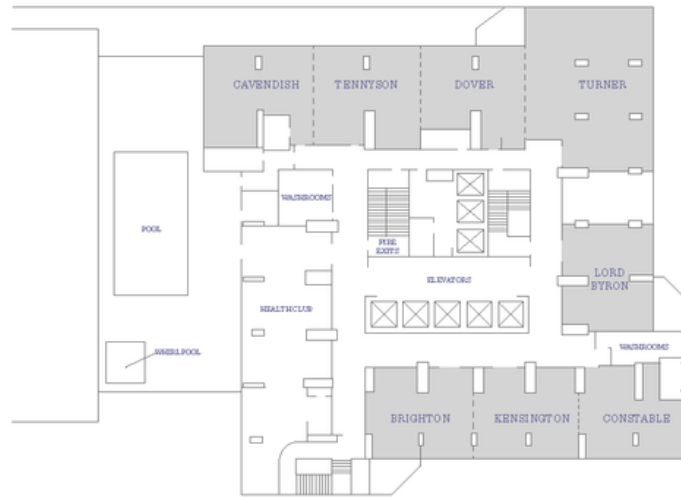 CAVENDISH
TENNYSON
DOVER
TURNER
WASHROOMS
POOL
FIRE
EXITS
ELEVATORS
LORD
BYRON
HEALTH CLUB
WHIRLPOOL
WASHROOMS
BRIGHTON
KENSINGTON
CONSTABLE